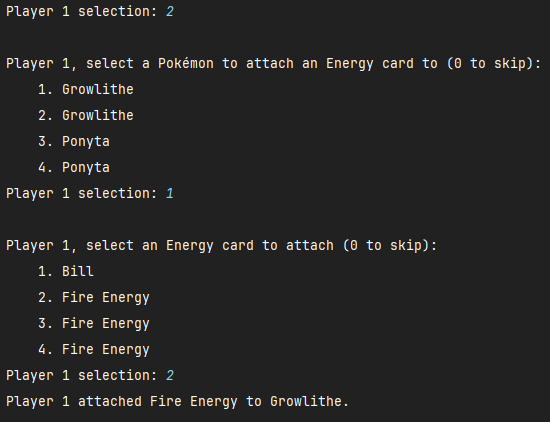 Player 1 selection: 2
Player 1, select a Pokémon to attach an Energy card to (0 to skip):
1. Growlithe
2. Growlithe
3. Ponyta
4. Ponyta
Player 1 selection: 1
Player 1, select an Energy card to attach (0 to skip):
1. Bill
2. Fire Energy
3. Fire Energy
4. Fire Energy
Player 1 selection: 2
Player 1 attached Fire Energy to Growlithe.